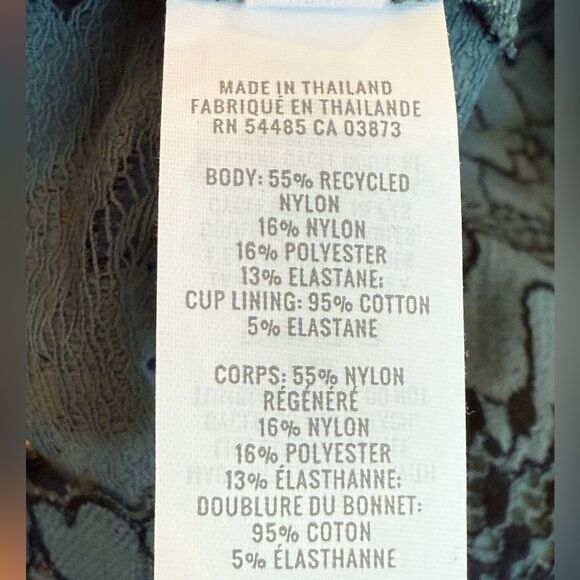 MADE IN THAILAND
FABRIQUÉ EN THAILANDE
RN 54485 CA 03873
BODY: 55% RECYCLED
NYLON
16% NYLON
16% POLYESTER
13% ELASTANE;
CUP LINING: 95% COTTON
5% ELASTANE
CORPS: 55% NYLON
RÉGÉNÉRÉ
16% NYLON
16% POLYESTER
13% ÉLASTHANNE;
DOUBLURE DU BONNET:
95% COTON
5% ÉLASTHANNE